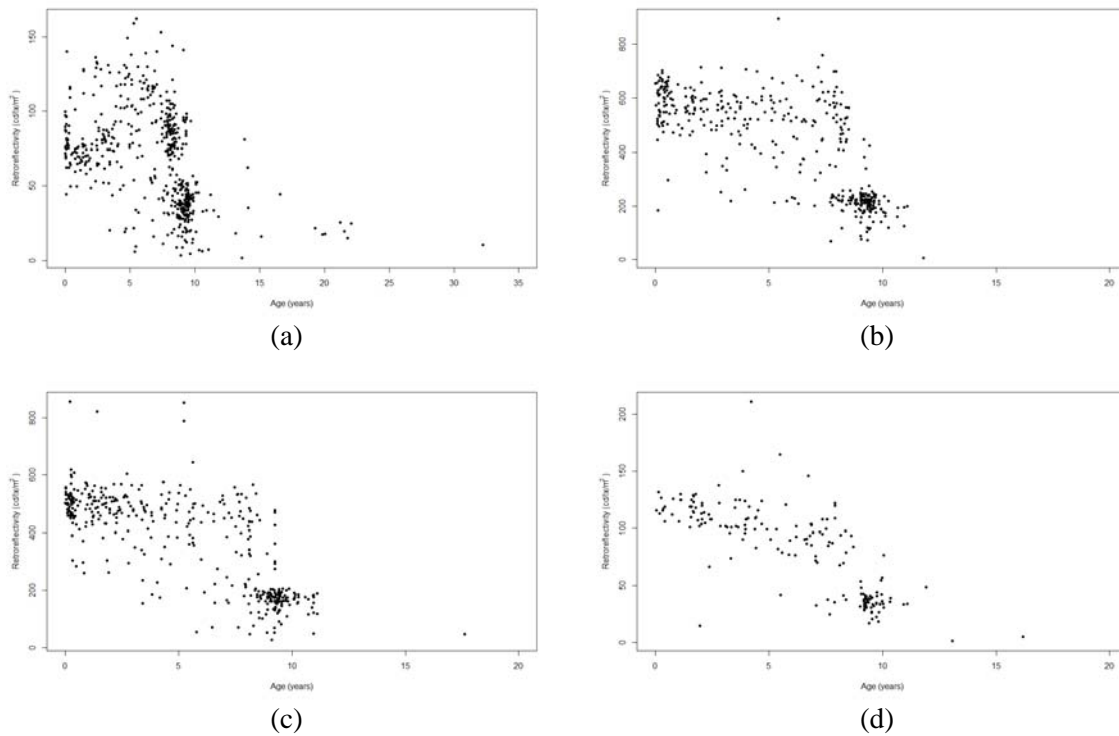 Retroreflectivity (cd/lx/m²)
150
100
50
0
0 5 10 15 20 25 30 35
Age (years)
(a)
Retroreflectivity (cd/lx/m²)
800
600
400
200
0
0 5 10 15 20
Age (years)
(b)
Retroreflectivity (cd/lx/m²)
800
600
400
200
0
0 5 10 15 20
Age (years)
(c)
Retroreflectivity (cd/lx/m²)
200
150
100
50
0
0 5 10 15 20
Age (years)
(d)